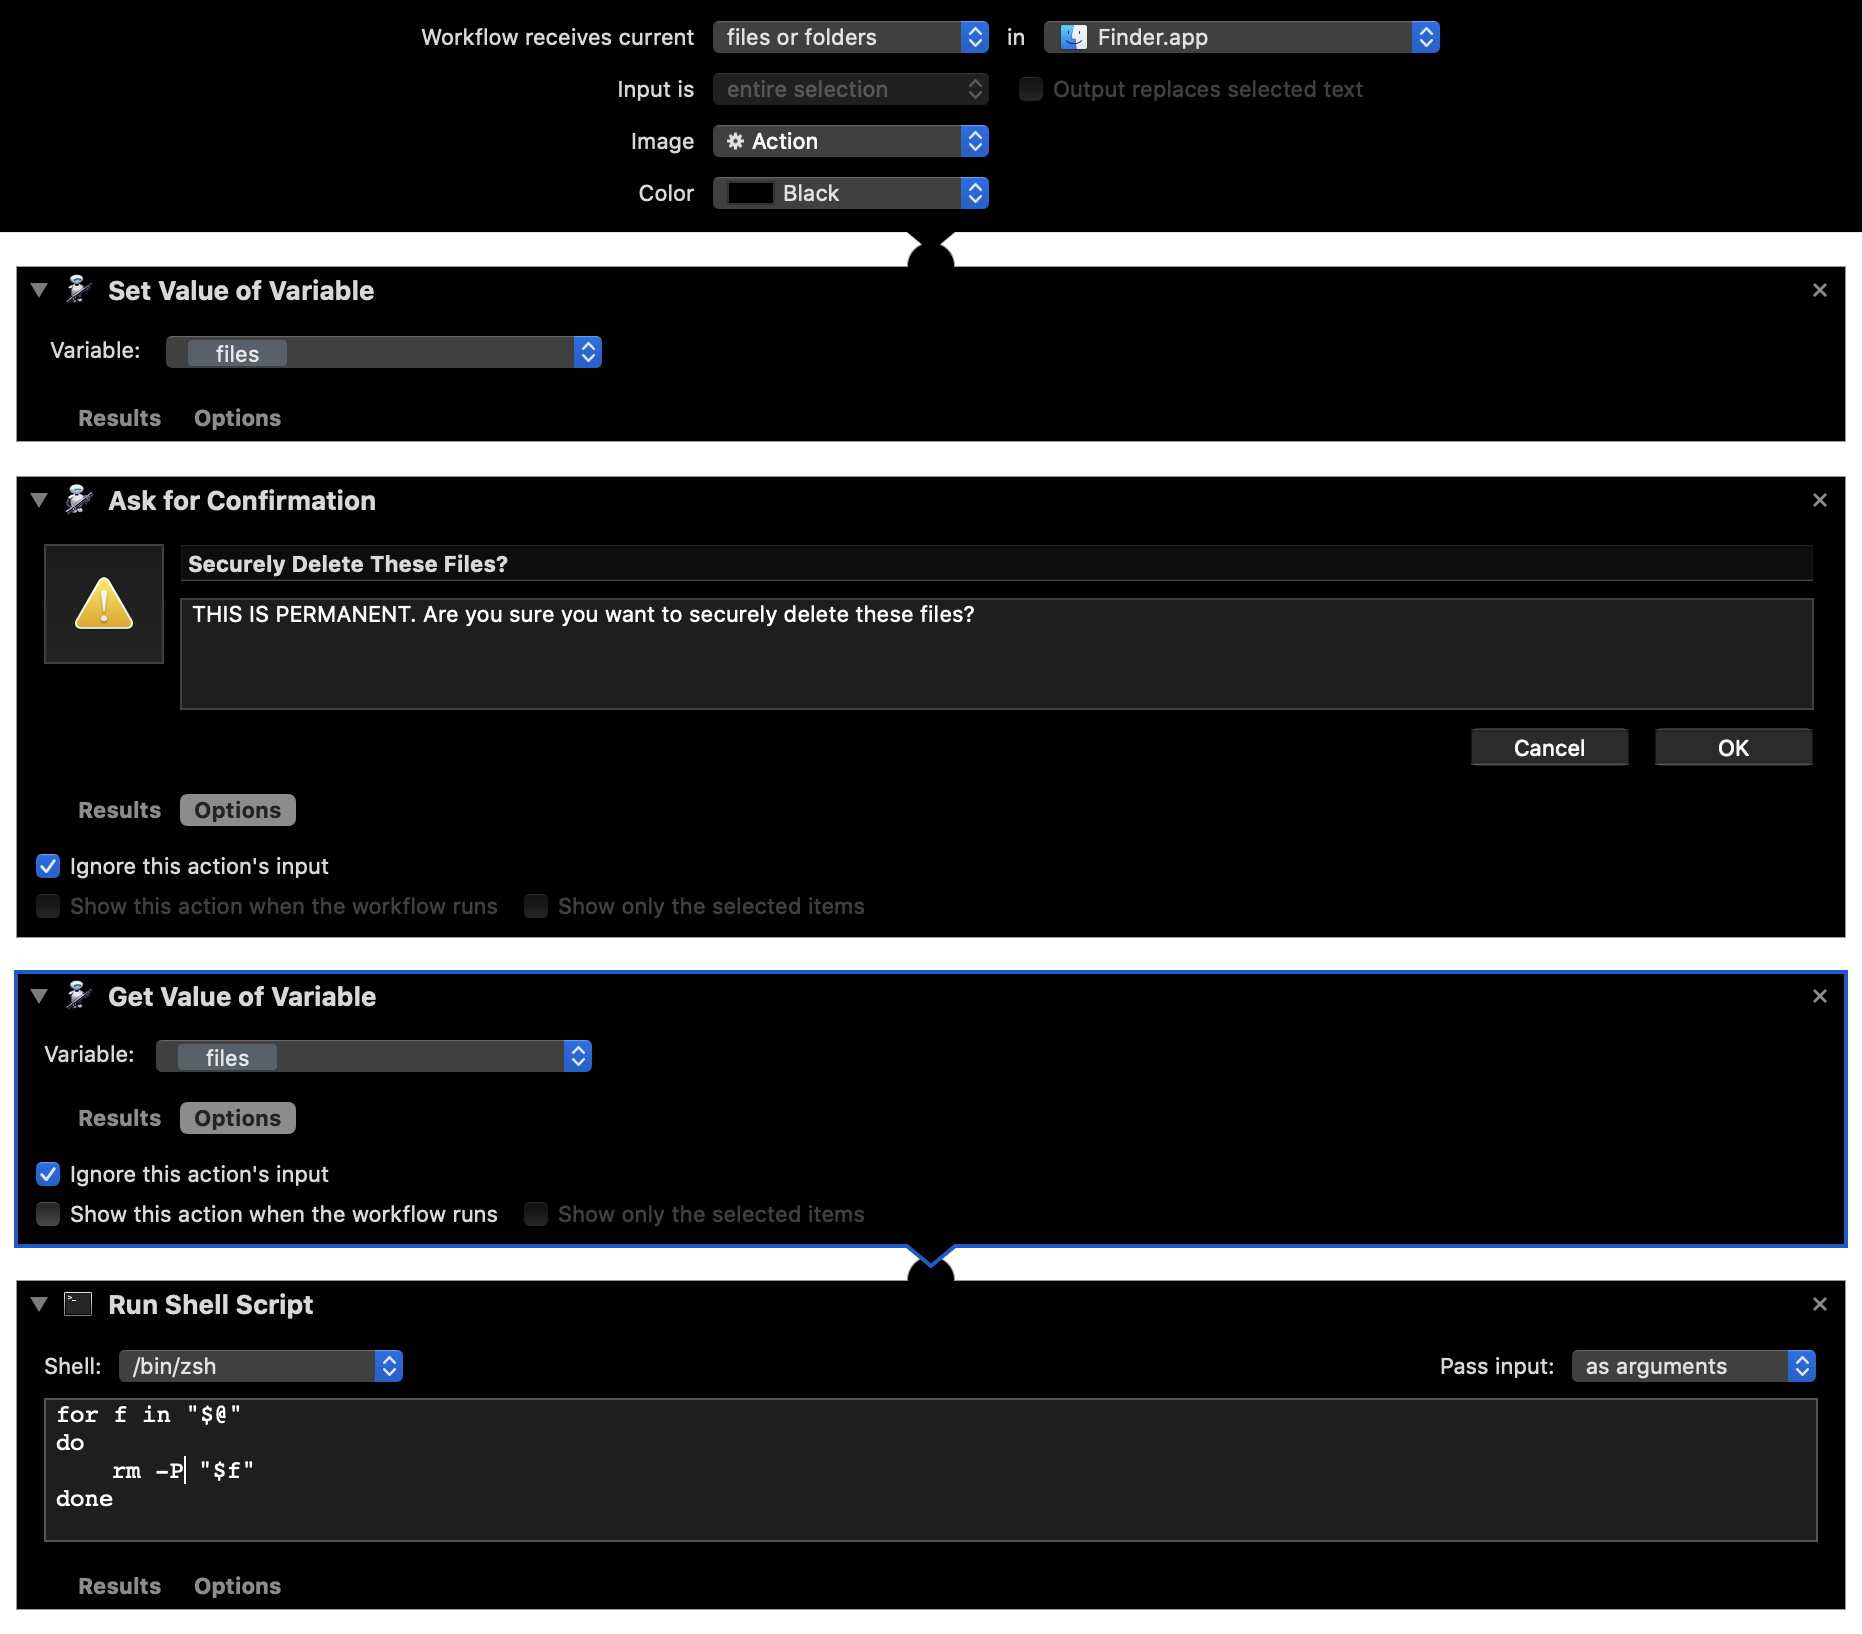 Workflow receives current files or folders in Finder.app
Input is entire selection Output replaces selected text
Image Action
Color Black
Set Value of Variable
Variable: files
Results Options
Ask for Confirmation
Securely Delete These Files?
THIS IS PERMANENT. Are you sure you want to securely delete these files?
Cancel OK
Results Options
Ignore this action's input
Show this action when the workflow runs Show only the selected items
Get Value of Variable
Variable: files
Results Options
Ignore this action's input
Show this action when the workflow runs Show only the selected items
Run Shell Script
Shell: /bin/zsh Pass input: as arguments
for f in "$@"
do
rm -P "$f"
done
Results Options